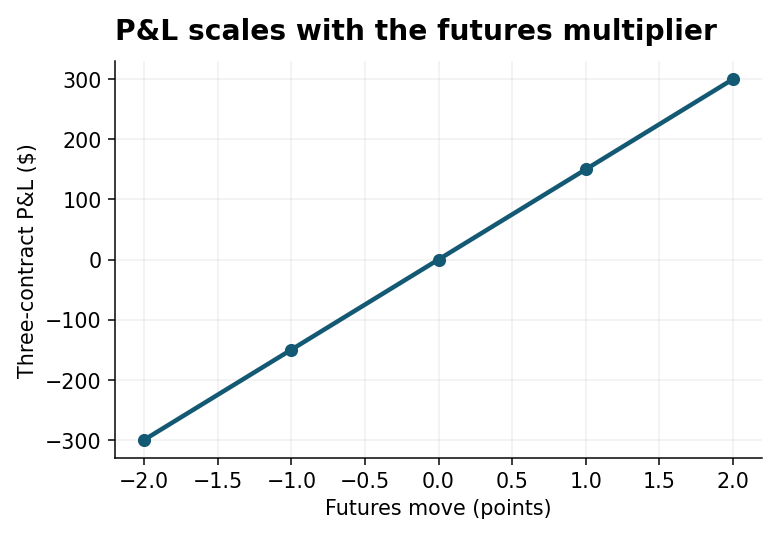 P&L scales with the futures multiplier
Three-contract P&L ($)
300
200
100
0
−100
−200
−300
−2.0 −1.5 −1.0 −0.5 0.0 0.5 1.0 1.5 2.0
Futures move (points)